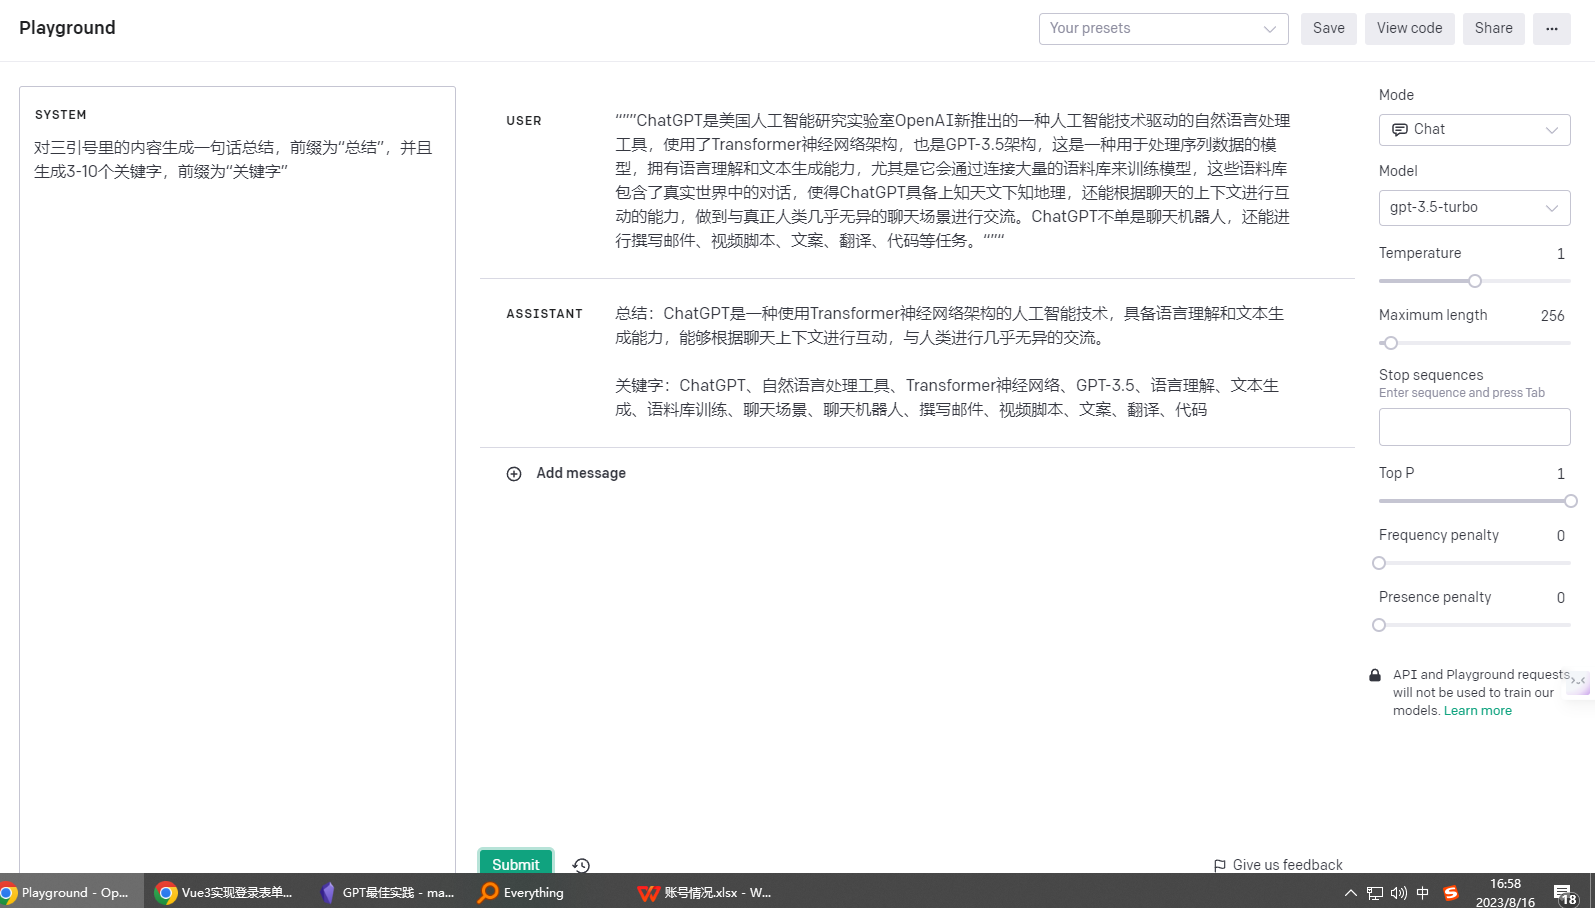 Playground
Your presets
Save
View code
Share
...
SYSTEM
对三引号里的内容生成一句话总结，前缀为“总结”，并且
生成3-10个关键字，前缀为“关键字”
USER
“””ChatGPT是美国人工智能研究实验室OpenAI新推出的一种人工智能技术驱动的自然语言处理
工具，使用了Transformer神经网络架构，也是GPT-3.5架构，这是一种用于处理序列数据的模
型，拥有语言理解和文本生成能力，尤其是它会通过连接大量的语料库来训练模型，这些语料库
包含了真实世界中的对话，使得ChatGPT具备上知天文下知地理，还能根据聊天的上下文进行互
动的能力，做到与真正人类几乎无异的聊天场景进行交流。ChatGPT不单是聊天机器人，还能进
行撰写邮件、视频脚本、文案、翻译、代码等任务。“”“
ASSISTANT
总结：ChatGPT是一种使用Transformer神经网络架构的人工智能技术，具备语言理解和文本生
成能力，能够根据聊天上下文进行互动，与人类进行几乎无异的交流。
关键字：ChatGPT、自然语言处理工具、Transformer神经网络、GPT-3.5、语言理解、文本生
成、语料库训练、聊天场景、聊天机器人、撰写邮件、视频脚本、文案、翻译、代码
Add message
Submit
Give us feedback
Mode
Chat
Model
gpt-3.5-turbo
Temperature 1
Maximum length 256
Stop sequences
Enter sequence and press Tab
Top P 1
Frequency penalty 0
Presence penalty 0
API and Playground requests
will not be used to train our
models. Learn more
Playground - Op...
Vue3实现登录表单...
GPT最佳实践 - ma...
Everything
账号情况.xlsx - W...
中
16:58
2023/8/16
18